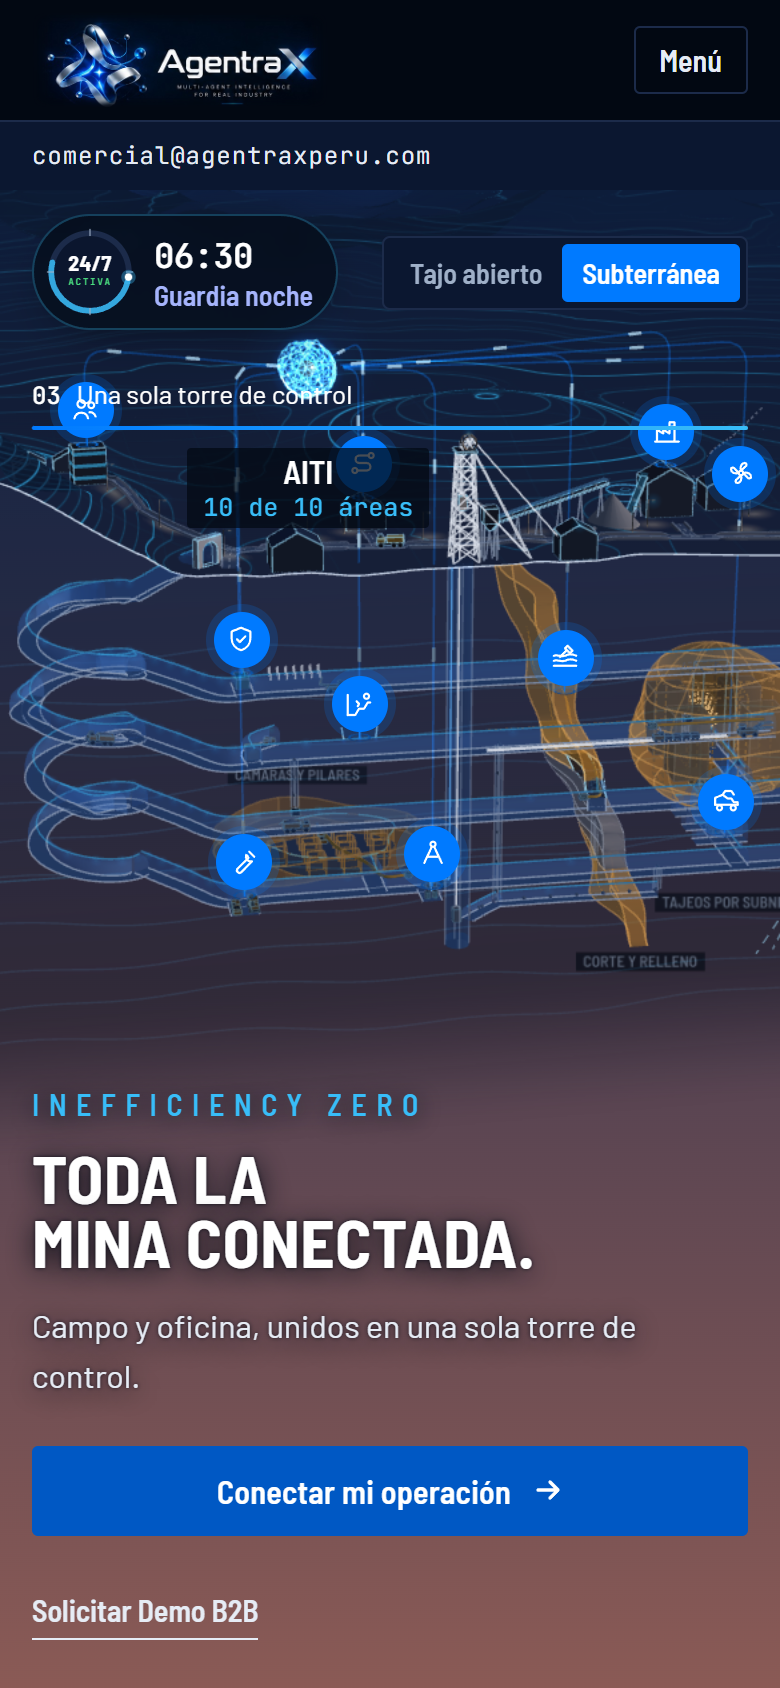 AgentraX
MULTI-AGENT INTELLIGENCE
FOR REAL INDUSTRY
Menú
comercial@agentraxperu.com
24/7
ACTIVA
06:30
Guardia noche
Tajo abierto
Subterránea
03 Una sola torre de control
AITI
10 de 10 áreas
CÁMARAS Y PILARES
TAJEOS POR SUBNI
CORTE Y RELLENO
INEFFICIENCY ZERO
TODA LA
MINA CONECTADA.
Campo y oficina, unidos en una sola torre de
control.
Conectar mi operación →
Solicitar Demo B2B